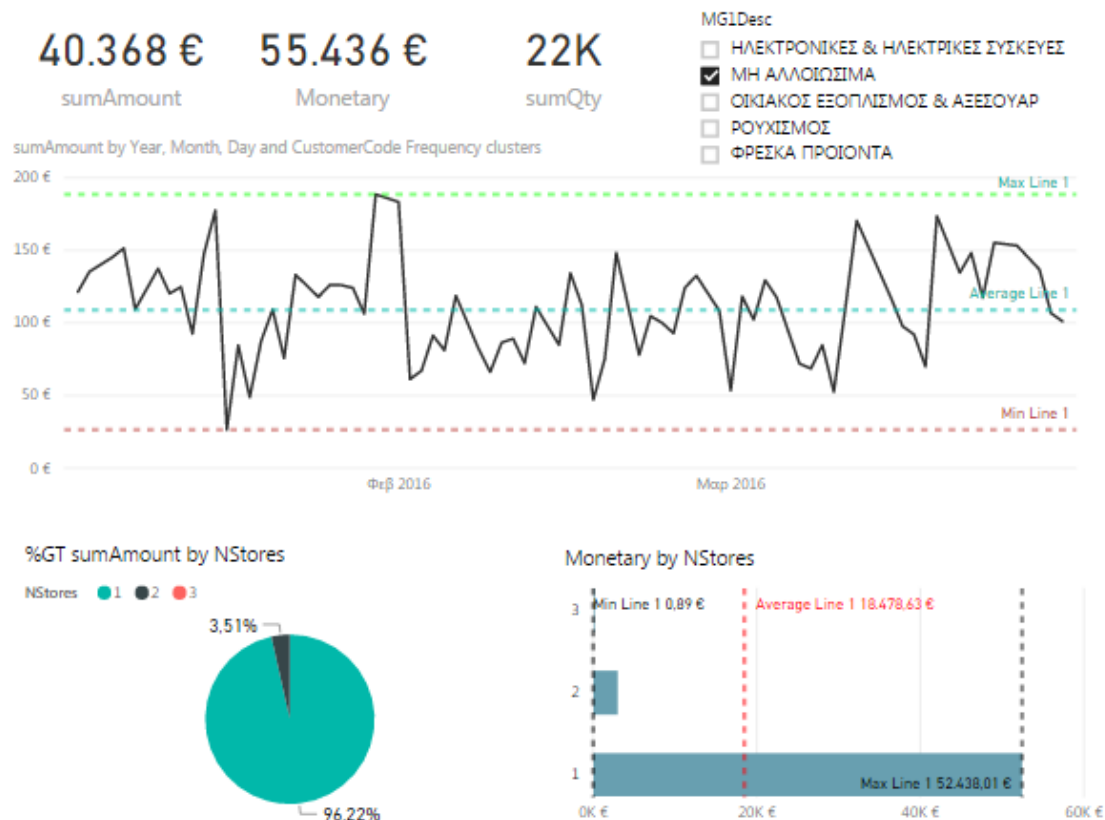 40.368 € 55.436 € 22K
sumAmount Monetary sumQty
MG1Desc
ΗΛΕΚΤΡΟΝΙΚΕΣ & ΗΛΕΚΤΡΙΚΕΣ ΣΥΣΚΕΥΕΣ
ΜΗ ΑΛΛΟΙΩΣΙΜΑ
ΟΙΚΙΑΚΟΣ ΕΞΟΠΛΙΣΜΟΣ & ΑΞΕΣΟΥΑΡ
ΡΟΥΧΙΣΜΟΣ
ΦΡΕΣΚΑ ΠΡΟΙΟΝΤΑ
sumAmount by Year, Month, Day and CustomerCode Frequency clusters
200 €
Max Line 1
150 €
Average Line 1
100 €
50 €
Min Line 1
0 €
Φεβ 2016 Μαρ 2016
%GT sumAmount by NStores
NStores 1 2 3
3,51%
96,22%
Monetary by NStores
3 Min Line 1 0,89 € Average Line 1 18.478,63 €
2
1 Max Line 1 52.438,01 €
0K € 20K € 40K € 60K €